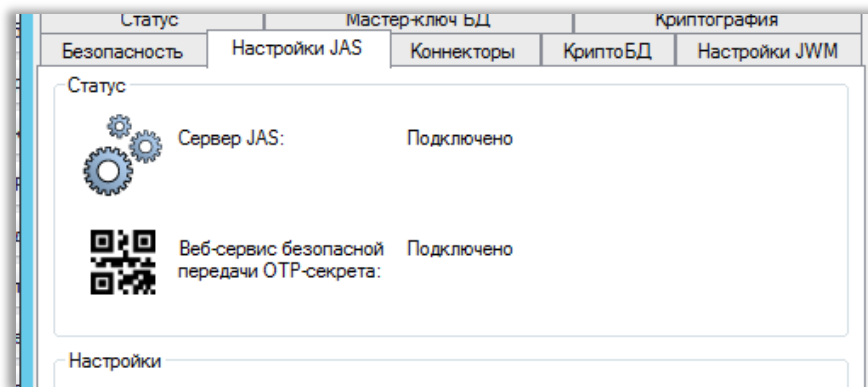 Статус
Мастер-ключ БД
Криптография
Безопасность
Настройки JAS
Коннекторы
КриптоБД
Настройки JWM
Статус
Сервер JAS:
Подключено
Веб-сервис безопасной
Подключено
передачи OTP-секрета:
Настройки